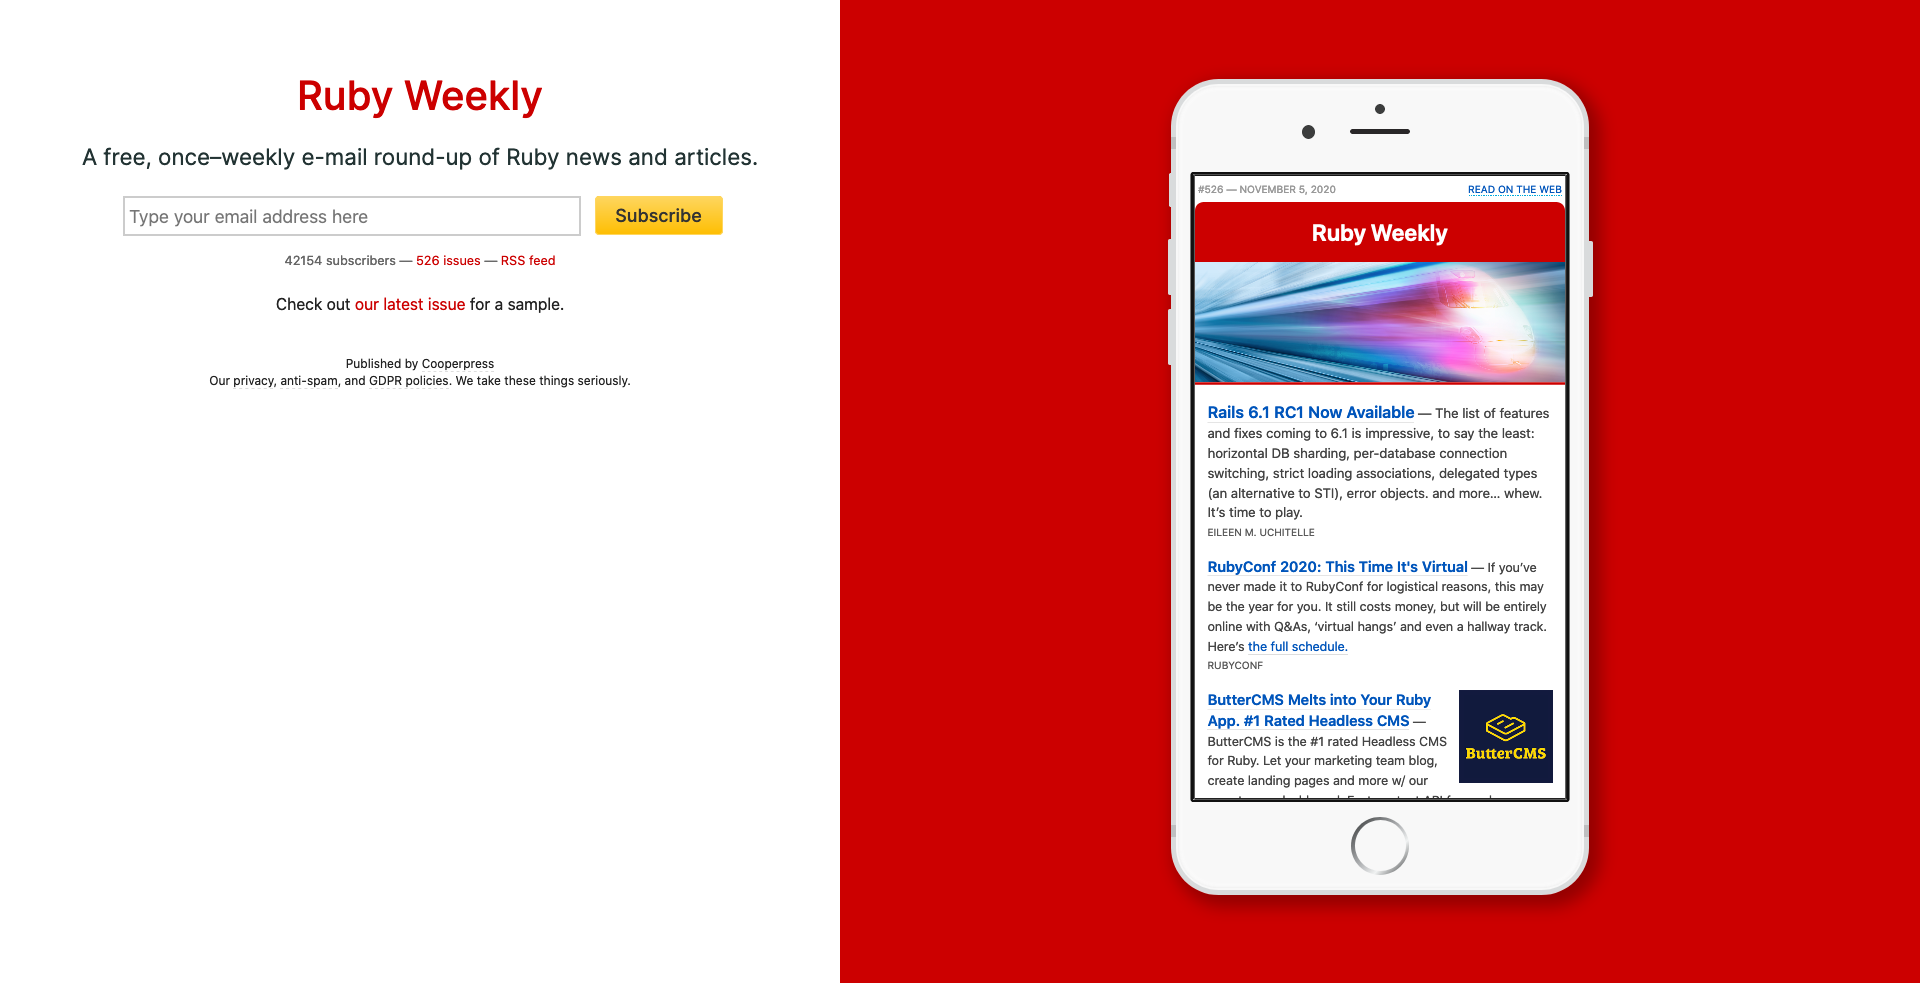 Ruby Weekly
A free, once–weekly e-mail round-up of Ruby news and articles.
Type your email address here
Subscribe
42154 subscribers — 526 issues — RSS feed
Check out our latest issue for a sample.
Published by Cooperpress
Our privacy, anti-spam, and GDPR policies. We take these things seriously.
#526 — NOVEMBER 5, 2020
READ ON THE WEB
Ruby Weekly
Rails 6.1 RC1 Now Available — The list of features
and fixes coming to 6.1 is impressive, to say the least:
horizontal DB sharding, per-database connection
switching, strict loading associations, delegated types
(an alternative to STI), error objects. and more... whew.
It's time to play.
EILEEN M. UCHITELLE
RubyConf 2020: This Time It's Virtual — If you've
never made it to RubyConf for logistical reasons, this may
be the year for you. It still costs money, but will be entirely
online with Q&As, 'virtual hangs' and even a hallway track.
Here's the full schedule.
RUBYCONF
ButterCMS Melts into Your Ruby
App. #1 Rated Headless CMS —
ButterCMS is the #1 rated Headless CMS
for Ruby. Let your marketing team blog,
create landing pages and more w/ our
ButterCMS